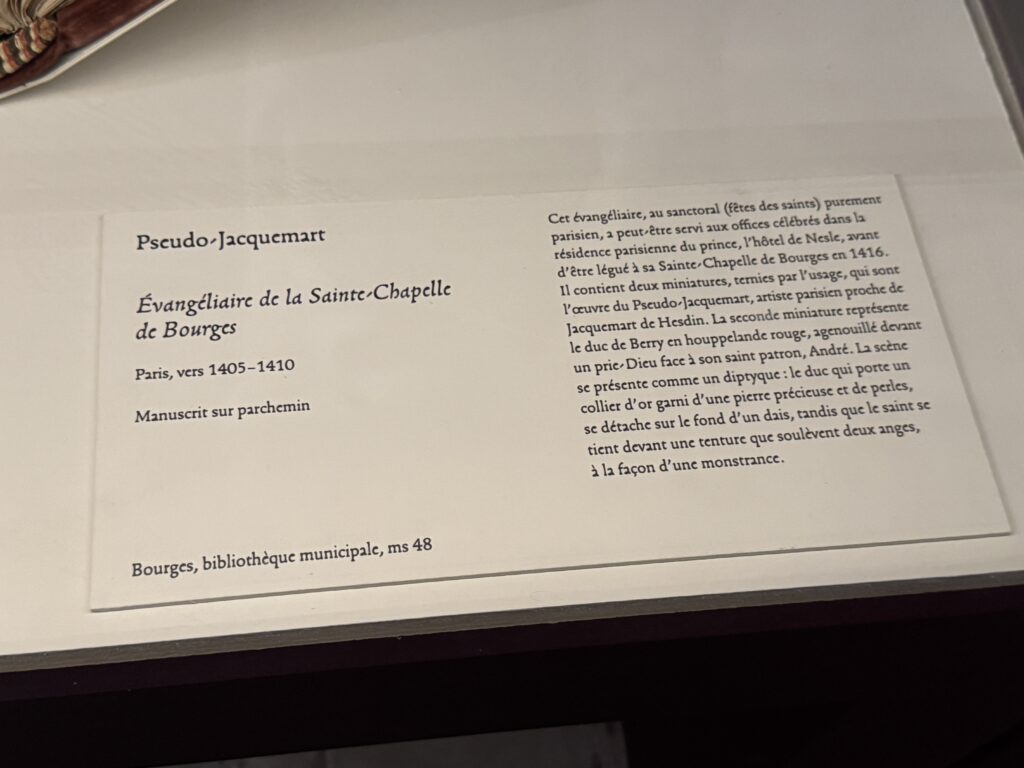 Pseudo-Jacquemart
Évangéliaire de la Sainte-Chapelle
de Bourges
Paris, vers 1405–1410
Manuscrit sur parchemin
Bourges, bibliothèque municipale, ms 48
Cet évangéliaire, au sanctoral (fêtes des saints) purement
parisien, a peut-être servi aux offices célébrés dans la
résidence parisienne du prince, l'hôtel de Nesle, avant
d'être légué à sa Sainte-Chapelle de Bourges en 1416.
Il contient deux miniatures, ternies par l'usage, qui sont
l'œuvre du Pseudo-Jacquemart, artiste parisien proche de
Jacquemart de Hesdin. La seconde miniature représente
le duc de Berry en houppelande rouge, agenouillé devant
un prie-Dieu face à son saint patron, André. La scène
se présente comme un diptyque : le duc qui porte un
collier d'or garni d'une pierre précieuse et de perles,
se détache sur le fond d'un dais, tandis que le saint se
tient devant une tenture que soulèvent deux anges,
à la façon d'une monstrance.